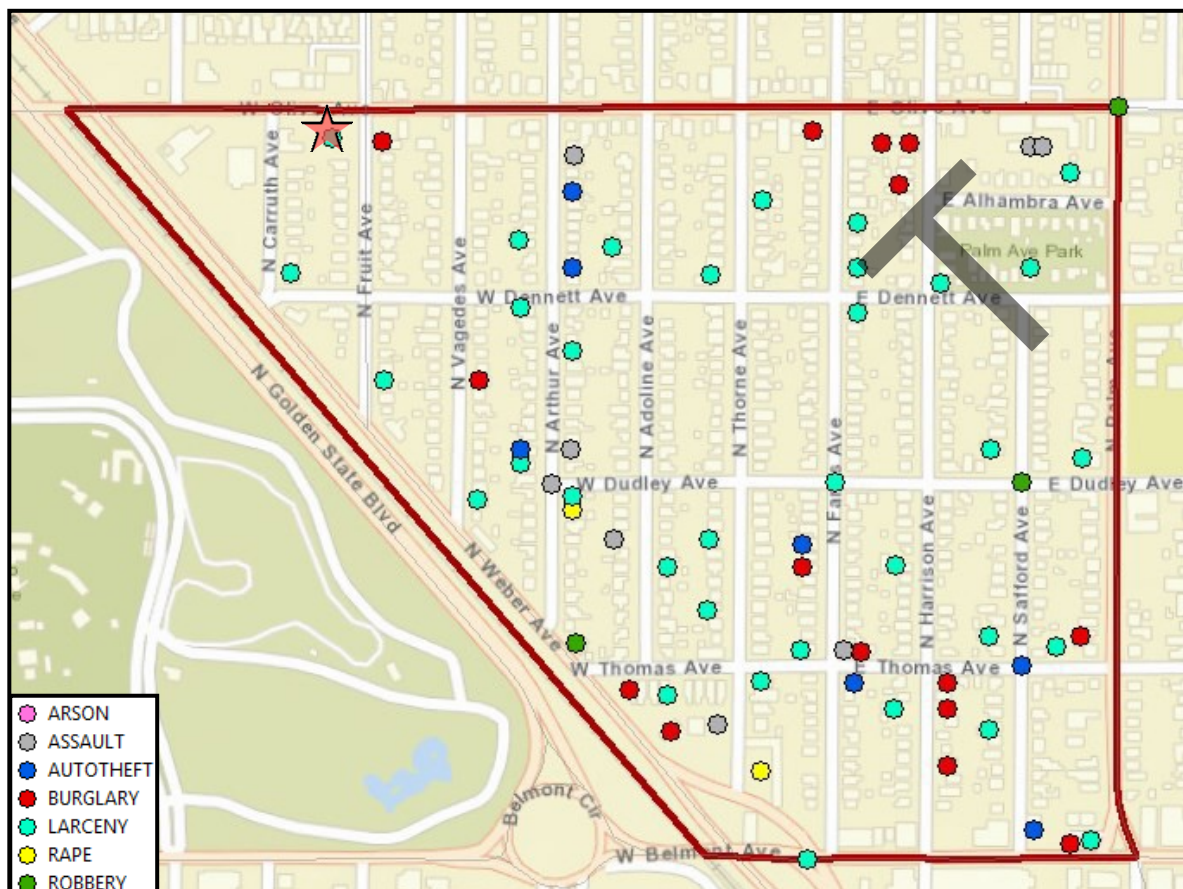 W Olive Ave
E Olive Ave
N Carruth Ave
N Fruit Ave
N Vagedes Ave
N Arthur Ave
N Adoline Ave
N Thorne Ave
E Alhambra Ave
Palm Ave Park
W Dennett Ave
E Dennett Ave
N Palm Ave
N Golden State Blvd
W Dudley Ave
E Dudley Ave
N Harrison Ave
N Safford Ave
N Weber Ave
W Thomas Ave
E Thomas Ave
Belmont Cir
W Belmont Ave
ARSON
ASSAULT
AUTOTHEFT
BURGLARY
LARCENY
RAPE
ROBBERY